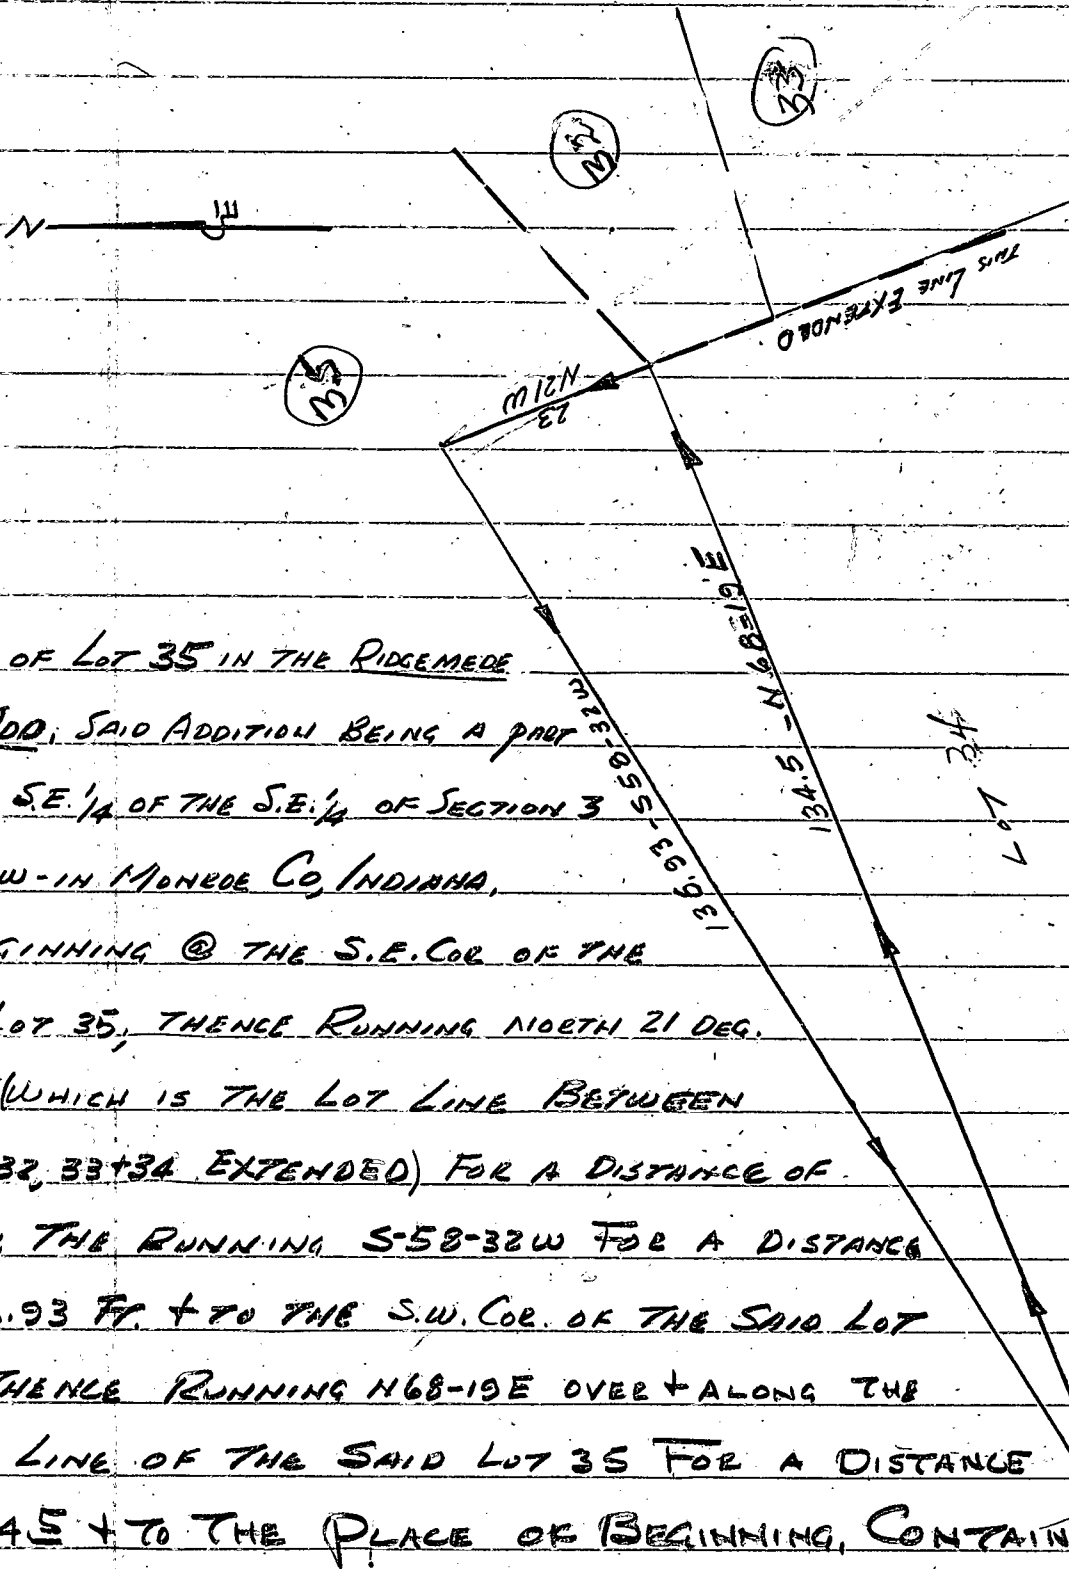 33
32
N
E
THIS LINE EXTENDED
35
N21W
23
134.5 - N68=19E
136.93 - S58-32W
LOT 34
OF LOT 35 IN THE RIDGEMEDE
DD, SAID ADDITION BEING A PART
S.E. 1/4 OF THE S.E. 1/4 OF SECTION 3
W-IN MONROE CO, INDIANA,
GINNING @ THE S.E. COR OF THE
LOT 35, THENCE RUNNING NORTH 21 DEG.
(WHICH IS THE LOT LINE BETWEEN
32, 33+34 EXTENDED) FOR A DISTANCE OF
THE RUNNING S-58-32W FOR A DISTANCE
.93 FT. + TO THE S.W. COR. OF THE SAID LOT
HENCE RUNNING N68-19E OVER + ALONG THE
LINE OF THE SAID LOT 35 FOR A DISTANCE
4.5 + TO THE PLACE OF BEGINNING, CONTAIN